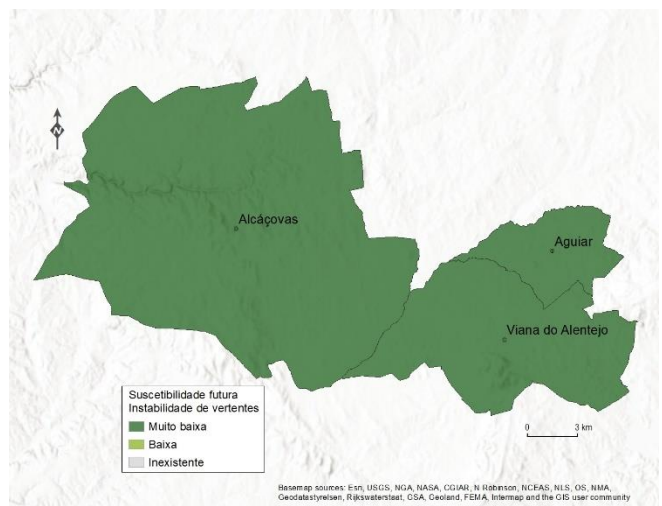 N
Alcáçovas
Aguiar
Viana do Alentejo
Suscetibilidade futura
Instabilidade de vertentes
Muito baixa
Baixa
Inexistente
0 3 km
Basemap sources: Esri, USGS, NGA, NASA, CGIAR, N Robinson, NCEAS, NLS, OS, NMA,
Geodatastyrelsen, Rijkswaterstaat, GSA, Geoland, FEMA, Intermap and the GIS user community